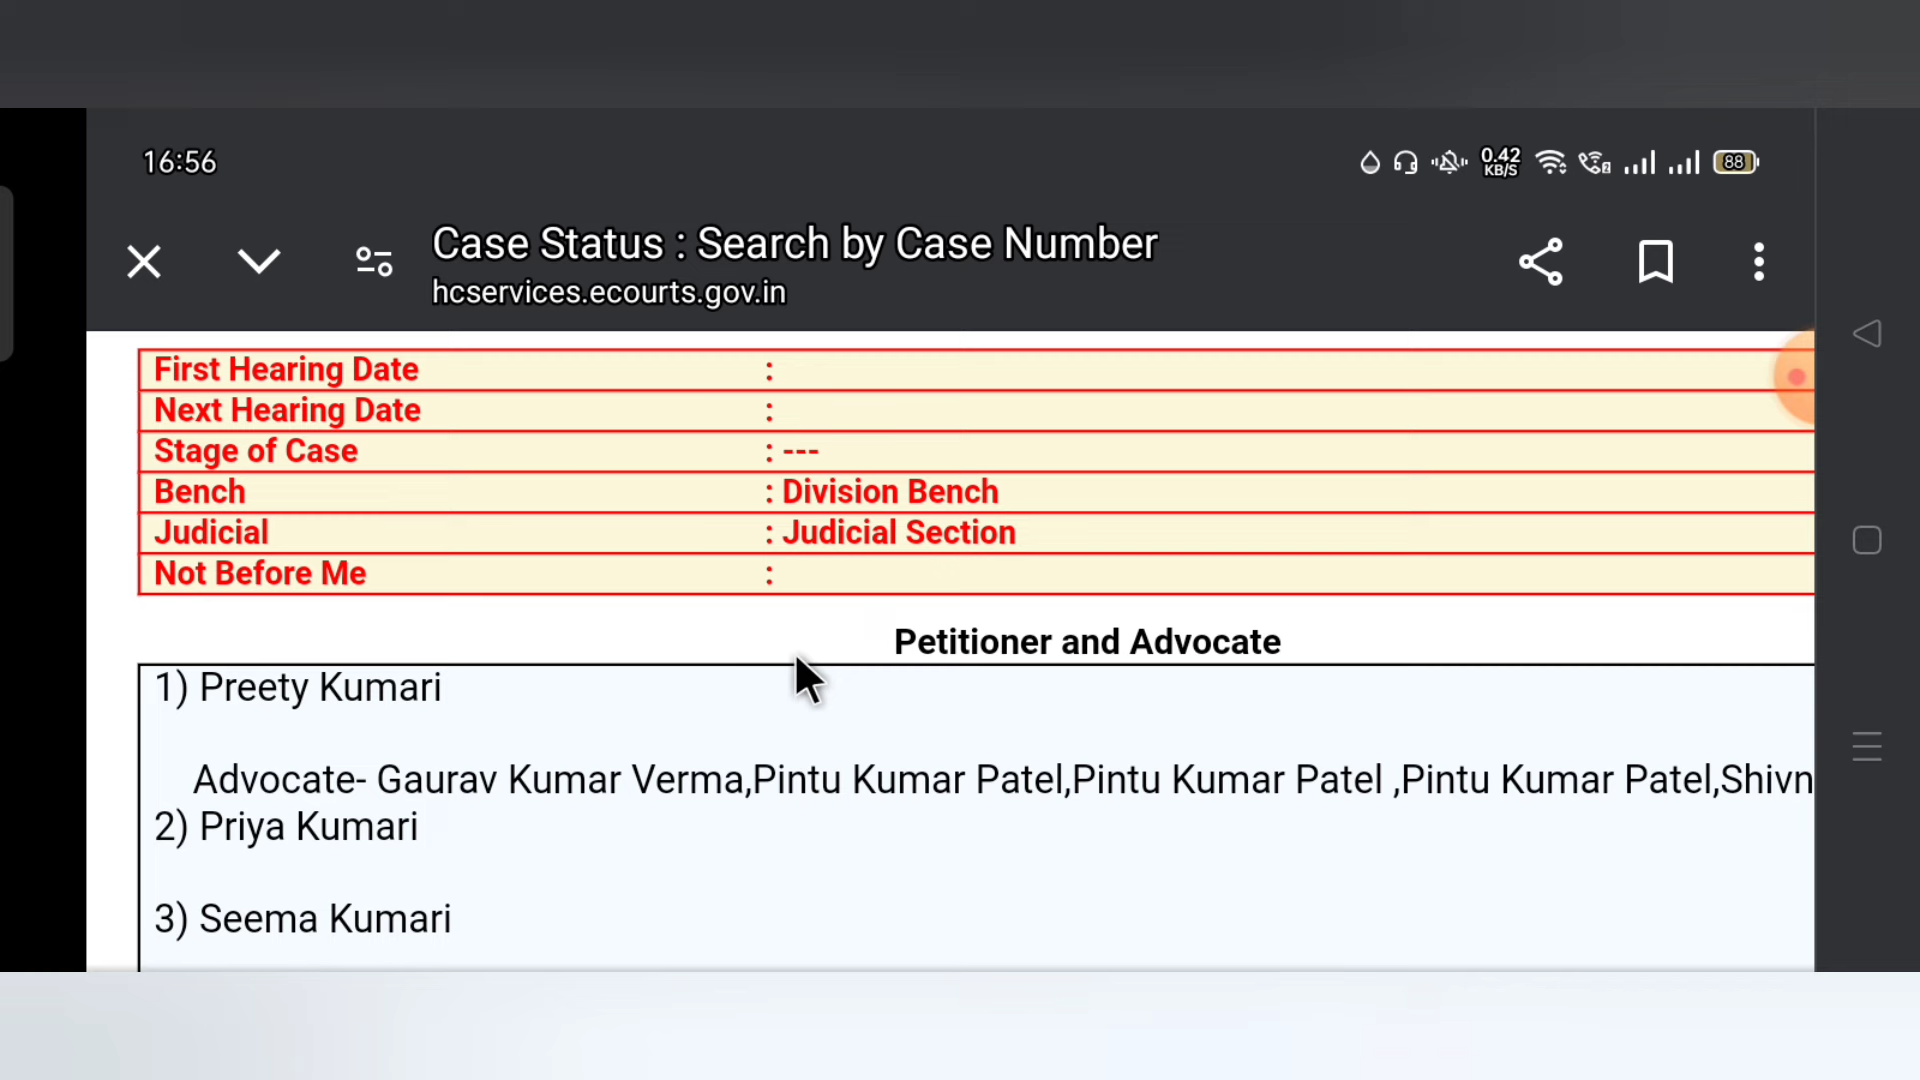 16:56
0.42
KB/S
88
Case Status : Search by Case Number
hcservices.ecourts.gov.in
First Hearing Date :
Next Hearing Date :
Stage of Case : ---
Bench : Division Bench
Judicial : Judicial Section
Not Before Me :
Petitioner and Advocate
1) Preety Kumari
Advocate- Gaurav Kumar Verma,Pintu Kumar Patel,Pintu Kumar Patel ,Pintu Kumar Patel,Shivn
2) Priya Kumari
3) Seema Kumari